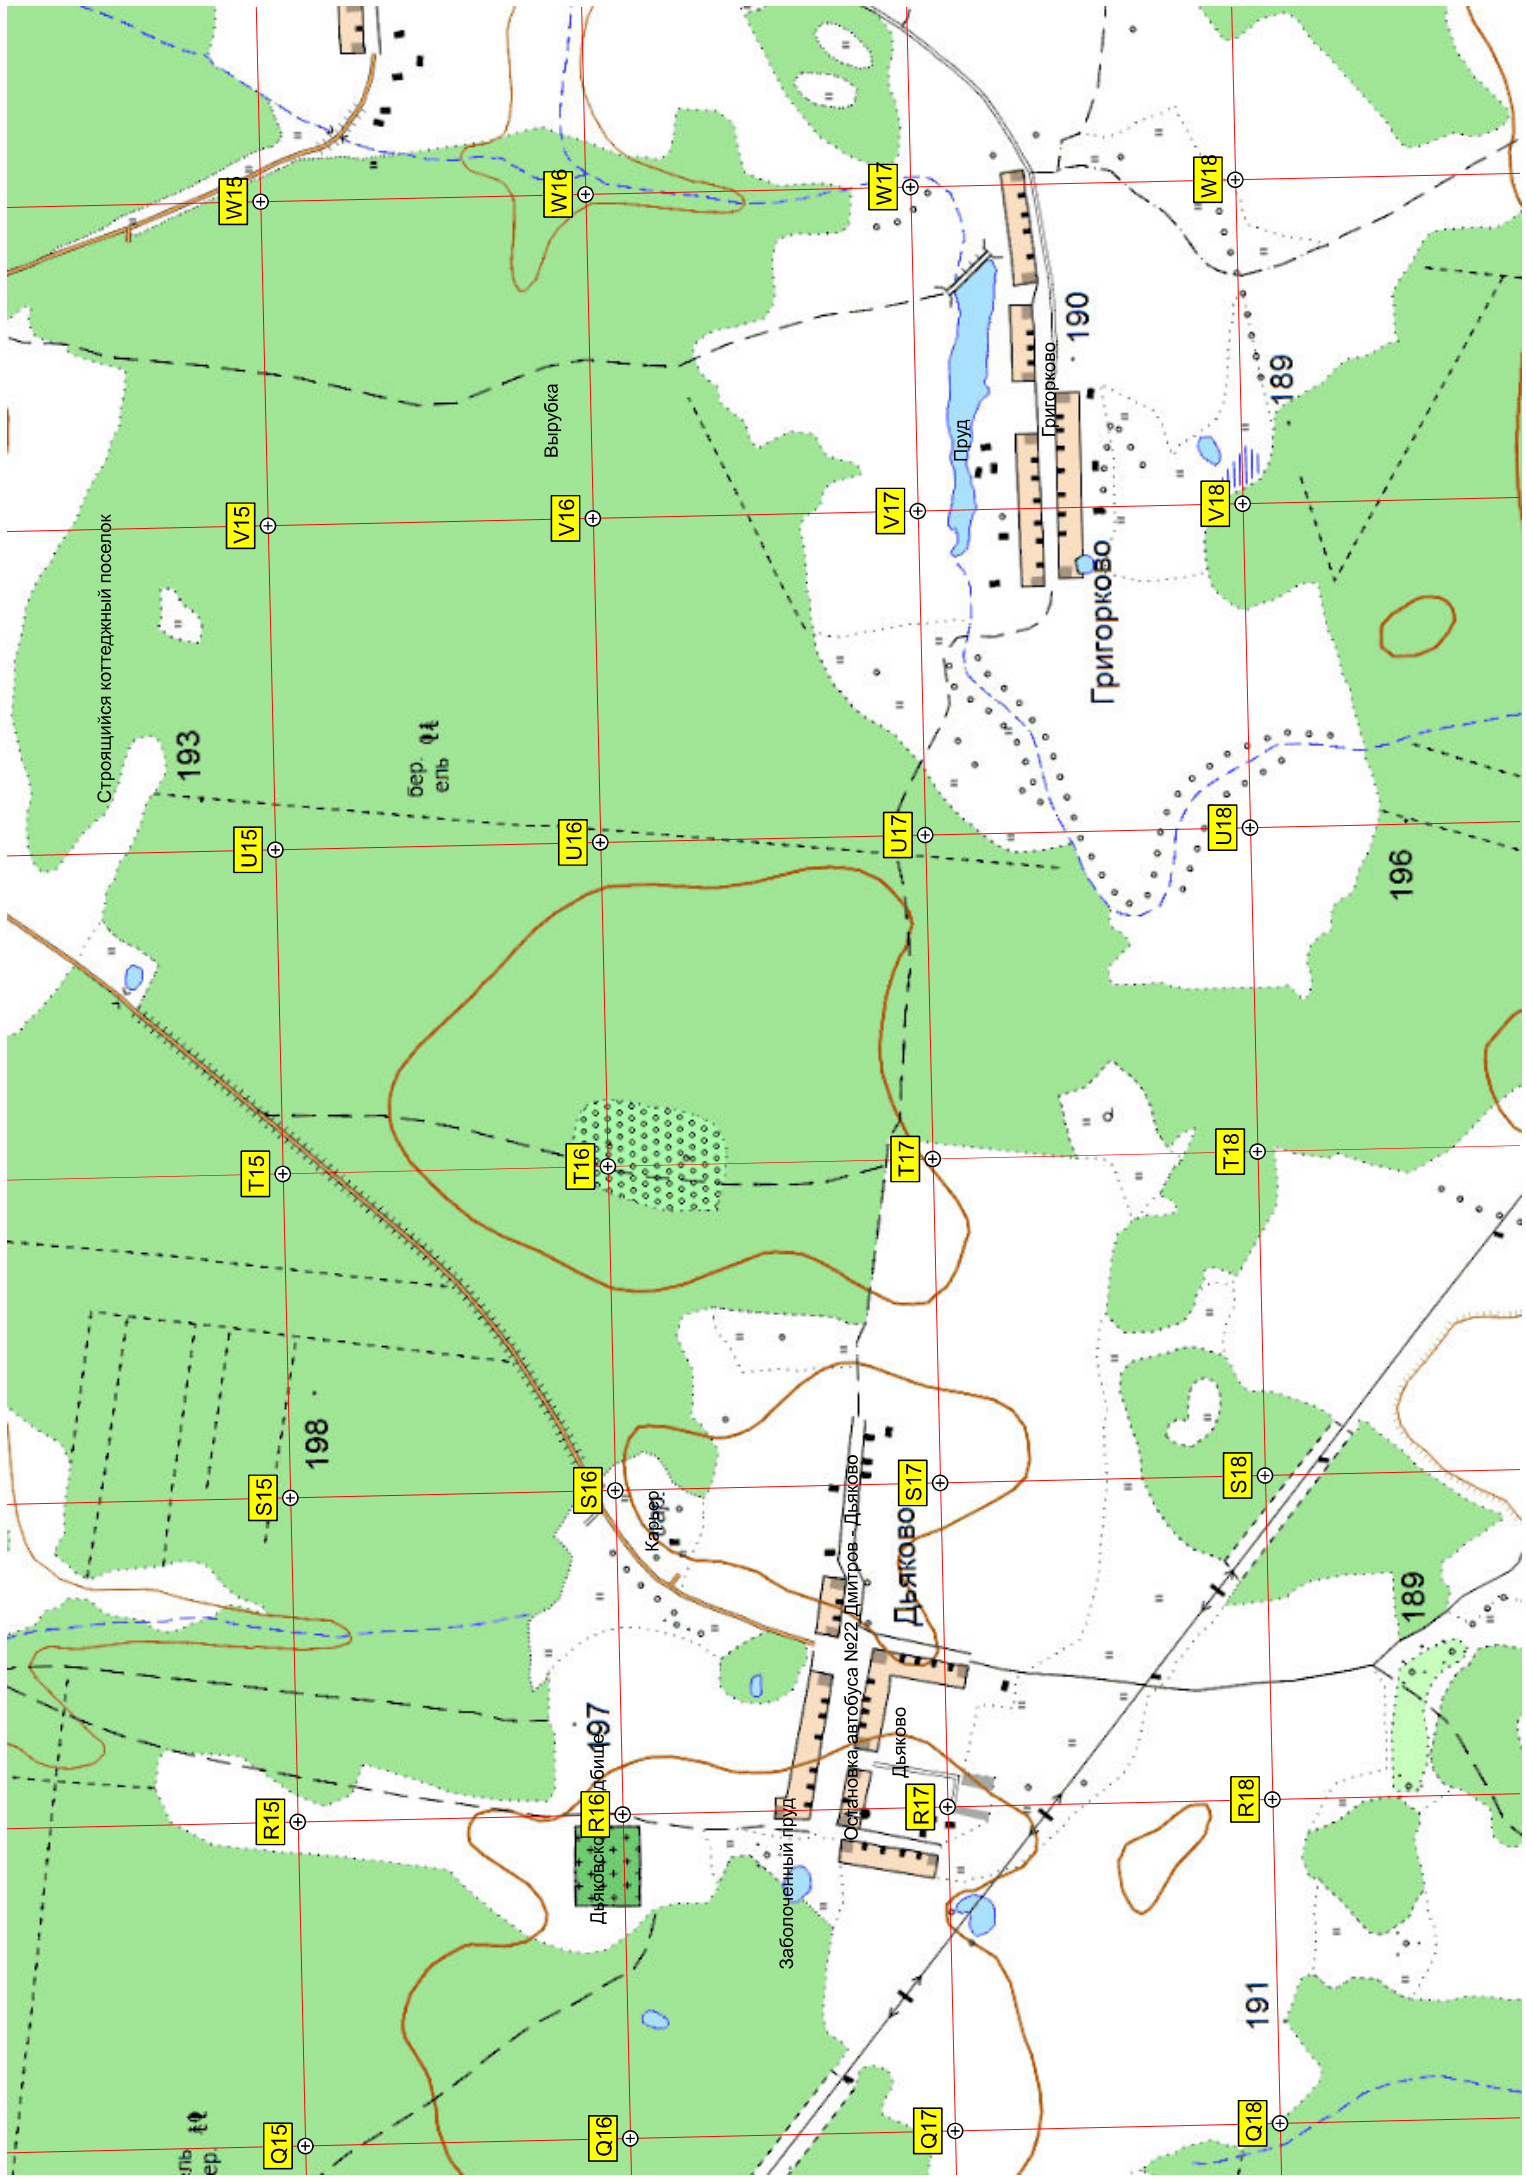 W15
W16
W17
W18
190
Григорково
189
Вырубка
Пруд
V15
V16
V17
V18
Строящийся коттеджный поселок
Григорково
193
бер.
ель
U15
U16
U17
U18
196
T15
T16
T17
T18
198
S15
S16
S17
S18
Карьер
Дьяково
Остановка автобуса №22 Дмитров - Дьяково
189
197
Дьяково
R15
R16
R17
R18
Заболоченный пруд
191
Q15
Q16
Q17
Q18